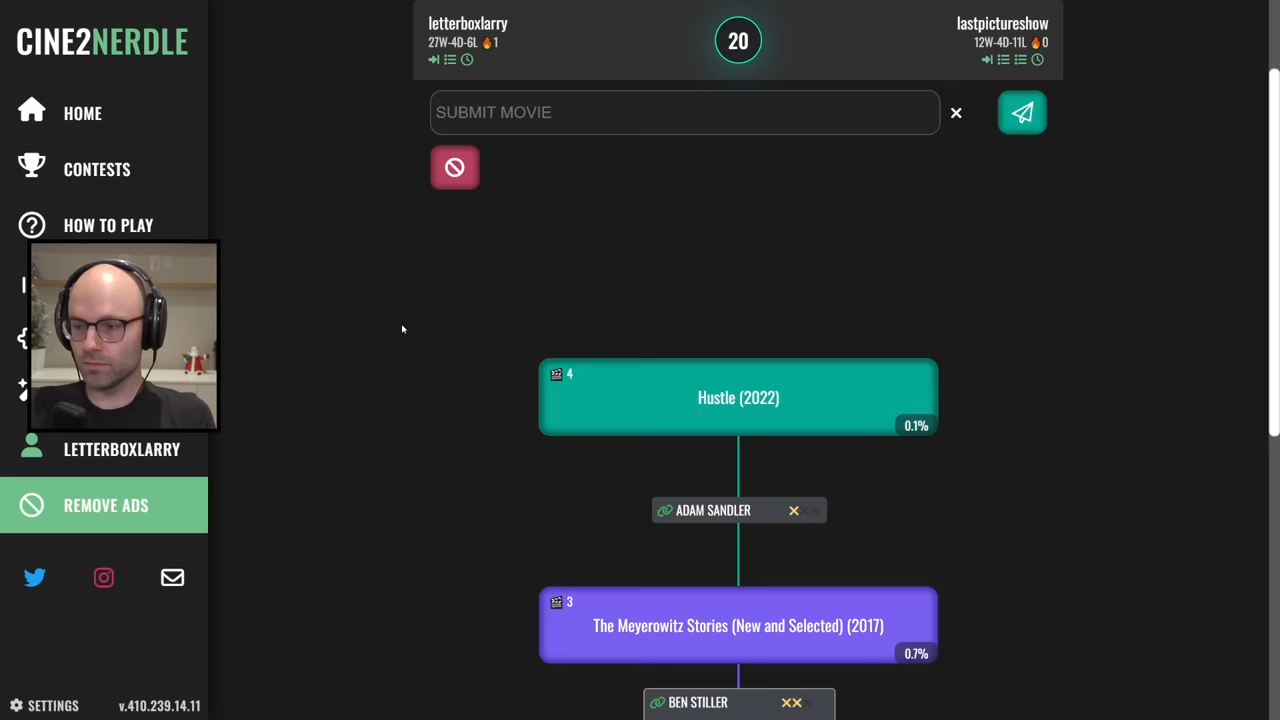 CINE2NERDLE
HOME
CONTESTS
HOW TO PLAY
LETTERBOXLARRY
REMOVE ADS
SETTINGS
v.410.239.14.11
letterboxlarry
27W-4D-6L 🔥1
20
lastpictureshow
12W-4D-11L 🔥0
SUBMIT MOVIE
4
Hustle (2022)
0.1%
ADAM SANDLER
3
The Meyerowitz Stories (New and Selected) (2017)
0.7%
BEN STILLER